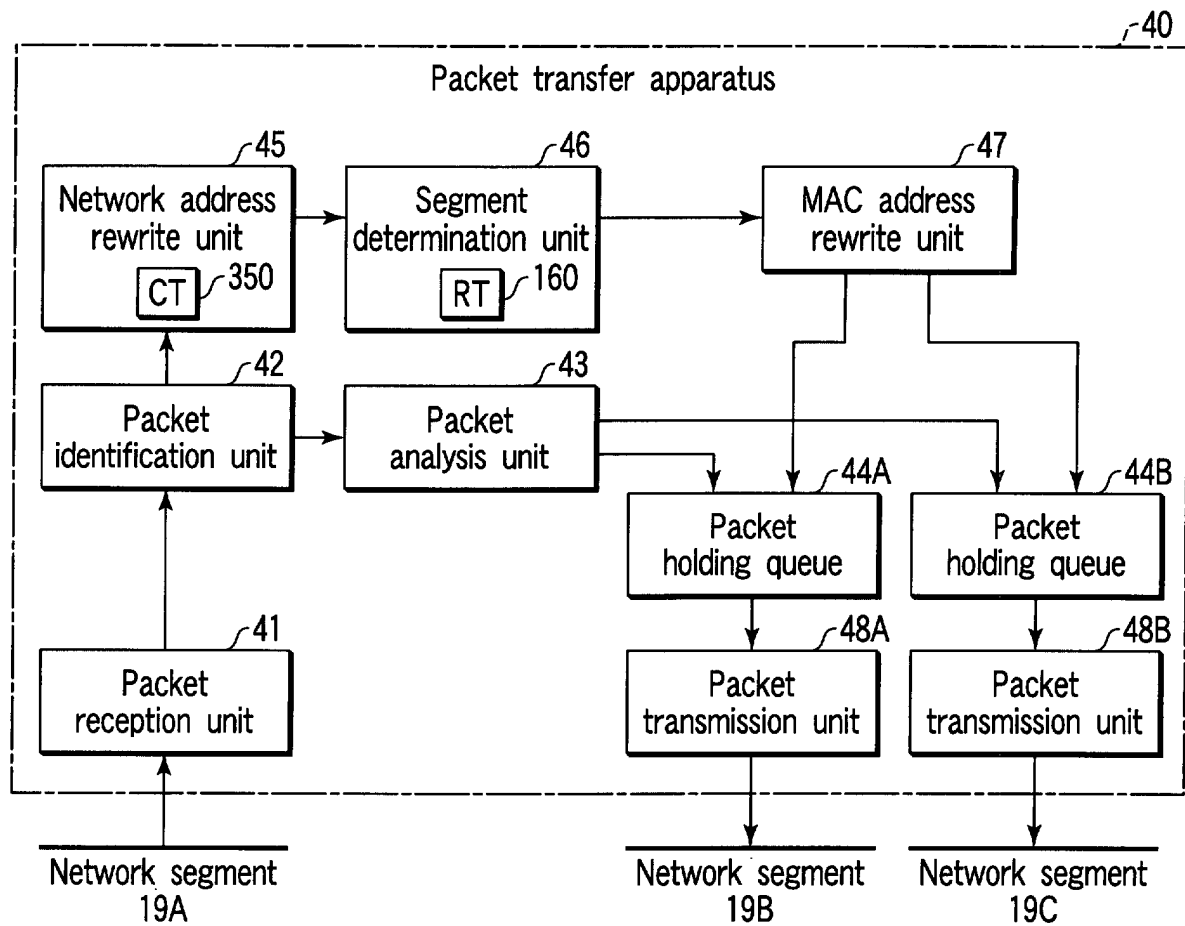 40
Packet transfer apparatus
45
Network address
rewrite unit
CT
350
46
Segment
determination unit
RT
160
47
MAC address
rewrite unit
42
Packet
identification unit
43
Packet
analysis unit
44A
Packet
holding queue
44B
Packet
holding queue
41
Packet
reception unit
48A
Packet
transmission unit
48B
Packet
transmission unit
Network segment
19A
Network segment
19B
Network segment
19C